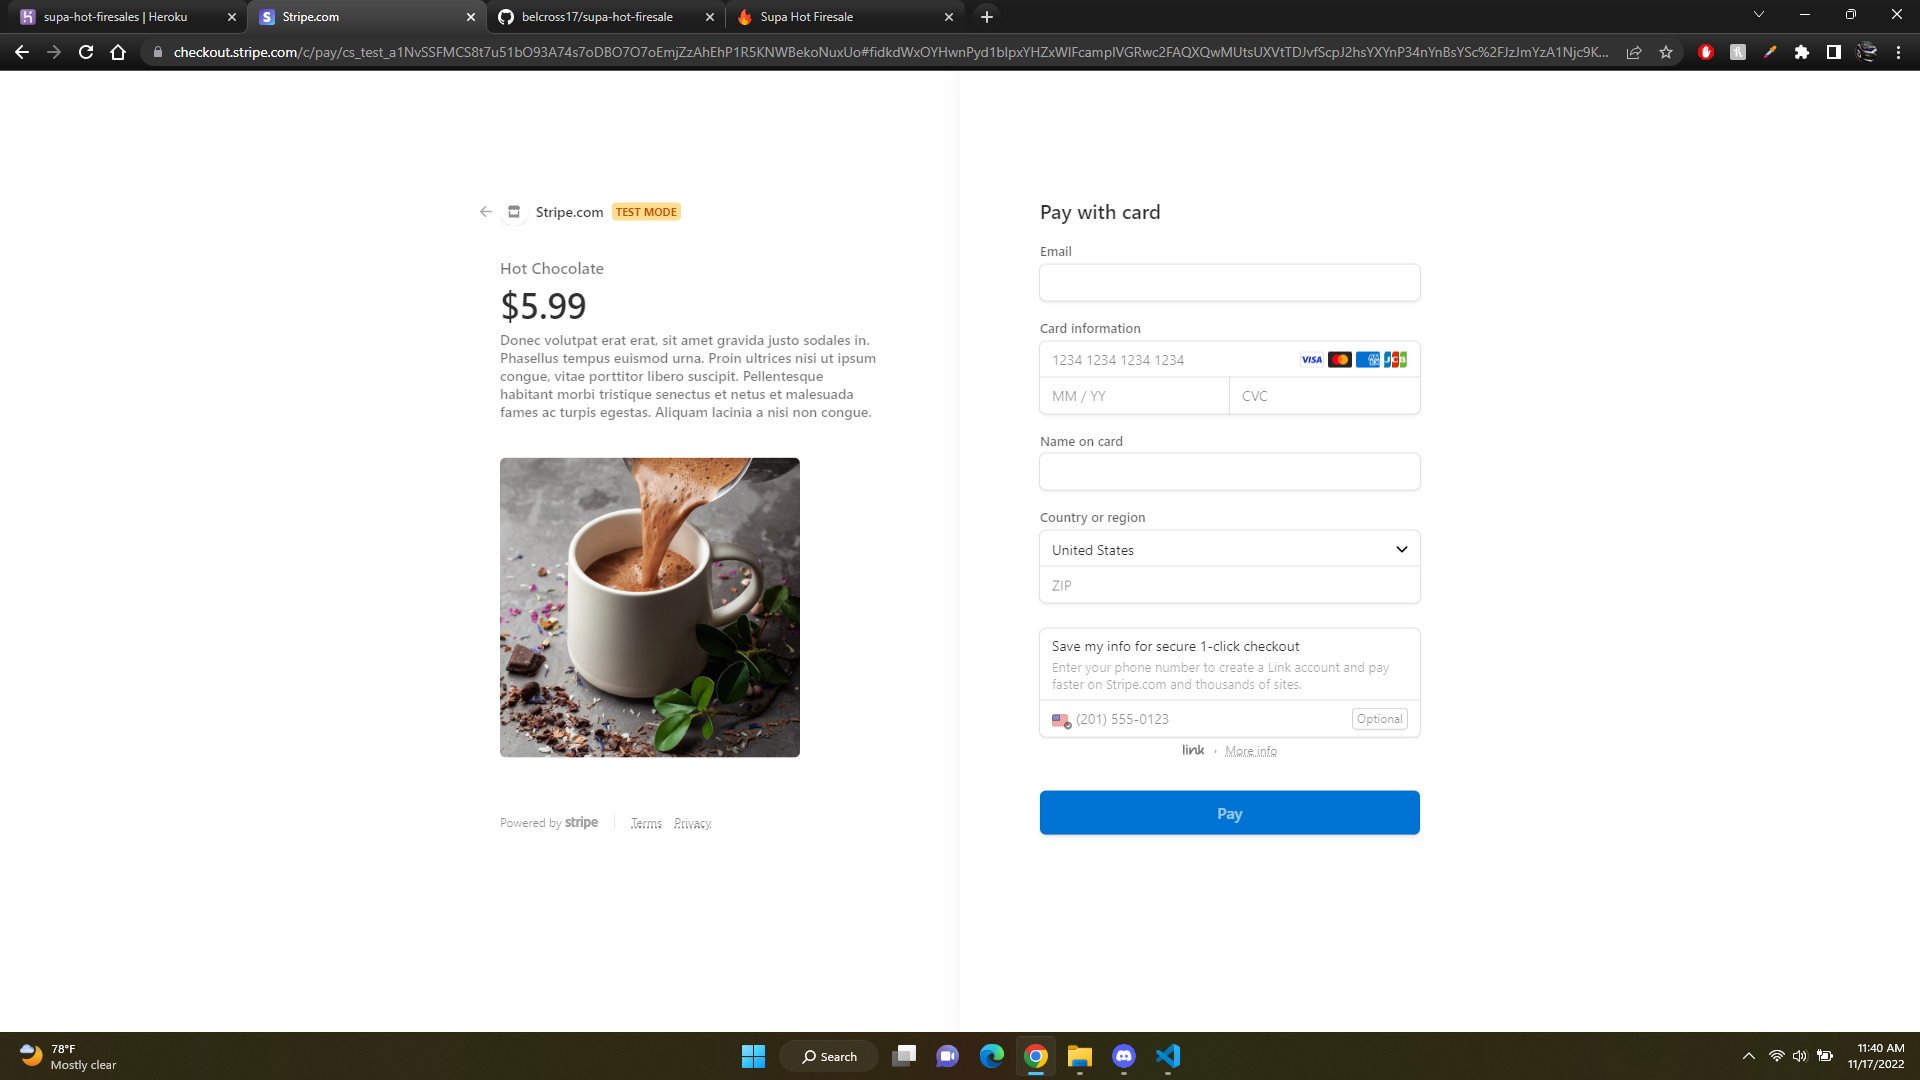 supa-hot-firesales | Heroku
Stripe.com
belcross17/supa-hot-firesale
Supa Hot Firesale
Stripe.com TEST MODE
Hot Chocolate
$5.99
Donec volutpat erat erat, sit amet gravida justo sodales in.
Phasellus tempus euismod urna. Proin ultrices nisi ut ipsum
congue, vitae porttitor libero suscipit. Pellentesque
habitant morbi tristique senectus et netus et malesuada
fames ac turpis egestas. Aliquam lacinia a nisi non congue.
Powered by stripe
Terms
Privacy
Pay with card
Email
Card information
1234 1234 1234 1234
VISA
JCB
MM / YY
CVC
Name on card
Country or region
United States
ZIP
Save my info for secure 1-click checkout
Enter your phone number to create a Link account and pay
faster on Stripe.com and thousands of sites.
(201) 555-0123
Optional
link · More info
Pay
78°F
Mostly clear
Search
11:40 AM
11/17/2022